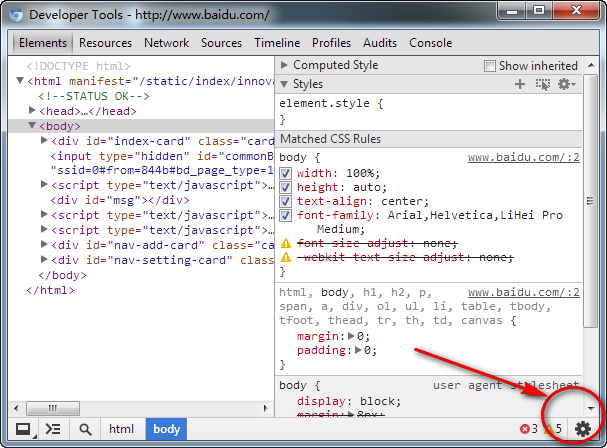 Developer Tools - http://www.baidu.com/
Elements Resources Network Sources Timeline Profiles Audits Console
<!DOCTYPE html>
<html manifest="/static/index/innova
<!--STATUS OK-->
<head>…</head>
<body>
<div id="index-card" class="card
<input type="hidden" id="commonB
"ssid=0#from=844b#bd_page_type=1
<script type="text/javascript">…
<div id="msg"></div>
<script type="text/javascript">…
<script type="text/javascript">…
<div id="nav-add-card" class="ca
<div id="nav-setting-card" class
</body>
</html>
Computed Style Show inherited
Styles
element.style {
}
Matched CSS Rules
body { www.baidu.com/:2
width: 100%;
height: auto;
text-align: center;
font-family: Arial,Helvetica,LiHei Pro
Medium;
font-size-adjust: none;
-webkit-text-size-adjust: none;
}
html, body, h1, h2, p, www.baidu.com/:2
span, a, div, ol, ul, li, table, tbody,
tfoot, thead, tr, th, td, canvas {
margin: 0;
padding: 0;
}
body { user agent stylesheet
display: block;
margin: 8px;
html body 3 5